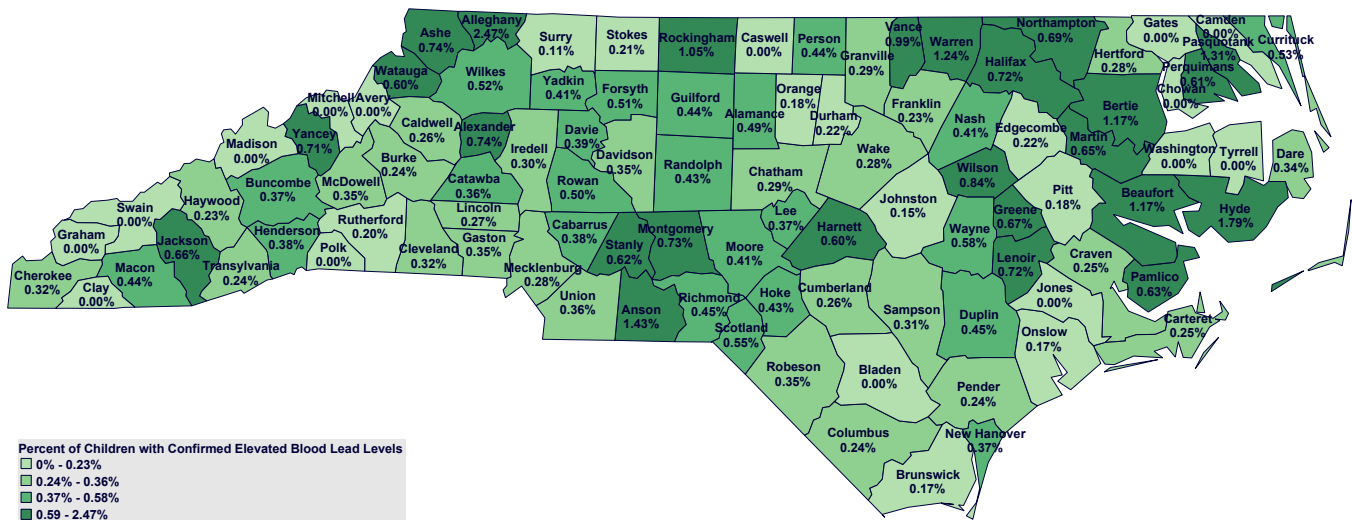 Ashe
0.74%
Alleghany
2.47%
Surry
0.11%
Stokes
0.21%
Rockingham
1.05%
Caswell
0.00%
Person
0.44%
Granville
0.29%
Vance
0.99%
Warren
1.24%
Northampton
0.69%
Halifax
0.72%
Hertford
0.28%
Gates
0.00%
Camden
0.00%
Pasquotank
1.31%
Currituck
0.53%
Perquimans
0.61%
Chowan
0.00%
Watauga
0.60%
Wilkes
0.52%
Yadkin
0.41%
Forsyth
0.51%
Guilford
0.44%
Alamance
0.49%
Orange
0.18%
Durham
0.22%
Franklin
0.23%
Nash
0.41%
Edgecombe
0.22%
Bertie
1.17%
Martin
0.65%
Washington
0.00%
Tyrrell
0.00%
Dare
0.34%
Mitchell
0.00%
Avery
0.00%
Yancey
0.71%
Caldwell
0.26%
Alexander
0.74%
Iredell
0.30%
Davie
0.39%
Davidson
0.35%
Randolph
0.43%
Chatham
0.29%
Wake
0.28%
Wilson
0.84%
Pitt
0.18%
Beaufort
1.17%
Hyde
1.79%
Madison
0.00%
Buncombe
0.37%
McDowell
0.35%
Burke
0.24%
Catawba
0.36%
Rowan
0.50%
Lee
0.37%
Johnston
0.15%
Greene
0.67%
Wayne
0.58%
Haywood
0.23%
Swain
0.00%
Graham
0.00%
Jackson
0.66%
Henderson
0.38%
Rutherford
0.20%
Polk
0.00%
Cleveland
0.32%
Lincoln
0.27%
Gaston
0.35%
Cabarrus
0.38%
Stanly
0.62%
Montgomery
0.73%
Moore
0.41%
Harnett
0.60%
Lenoir
0.72%
Craven
0.25%
Pamlico
0.63%
Cherokee
0.32%
Clay
0.00%
Macon
0.44%
Transylvania
0.24%
Mecklenburg
0.28%
Union
0.36%
Anson
1.43%
Richmond
0.45%
Scotland
0.55%
Hoke
0.43%
Cumberland
0.26%
Sampson
0.31%
Duplin
0.45%
Jones
0.00%
Onslow
0.17%
Carteret
0.25%
Robeson
0.35%
Bladen
0.00%
Pender
0.24%
Columbus
0.24%
New Hanover
0.37%
Brunswick
0.17%
Percent of Children with Confirmed Elevated Blood Lead Levels
0% - 0.23%
0.24% - 0.36%
0.37% - 0.58%
0.59 - 2.47%